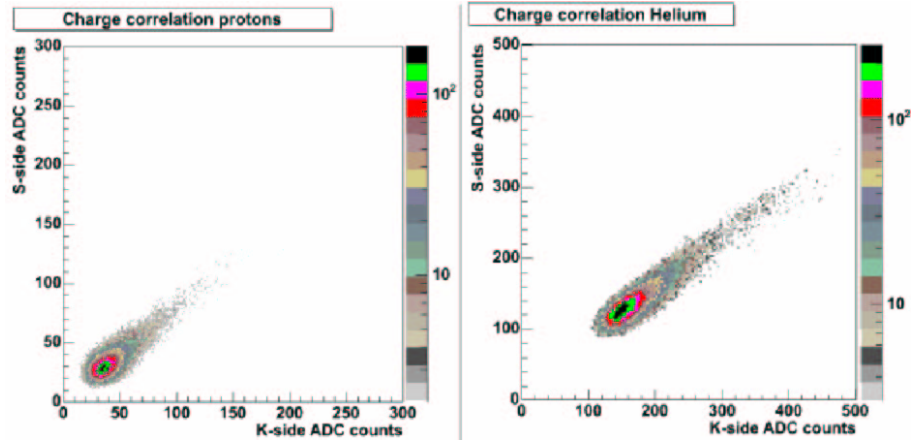 Charge correlation protons
S-side ADC counts
300
250
200
150
100
50
0
0 50 100 150 200 250 300
K-side ADC counts
10²
10
Charge correlation Helium
S-side ADC counts
500
400
300
200
100
0
0 100 200 300 400 500
K-side ADC counts
10²
10